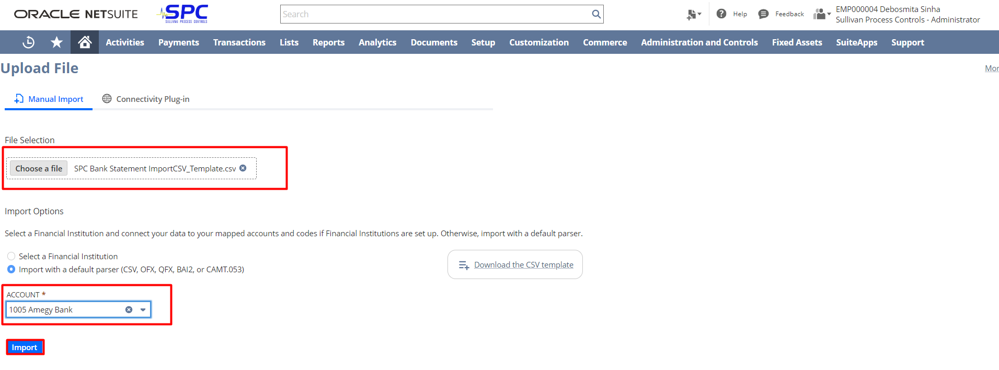 ORACLE NETSUITE
SPC
SULLIVAN PROCESS CONTROLS
Search
Help
Feedback
EMP000004 Debosmita Sinha
Sullivan Process Controls - Administrator
Activities Payments Transactions Lists Reports Analytics Documents Setup Customization Commerce Administration and Controls Fixed Assets SuiteApps Support
Upload File
Mor
Manual Import Connectivity Plug-in
File Selection
Choose a file SPC Bank Statement ImportCSV_Template.csv
Import Options
Select a Financial Institution and connect your data to your mapped accounts and codes if Financial Institutions are set up. Otherwise, import with a default parser.
Select a Financial Institution
Import with a default parser (CSV, OFX, QFX, BAI2, or CAMT.053)
Download the CSV template
ACCOUNT *
1005 Amegy Bank
Import